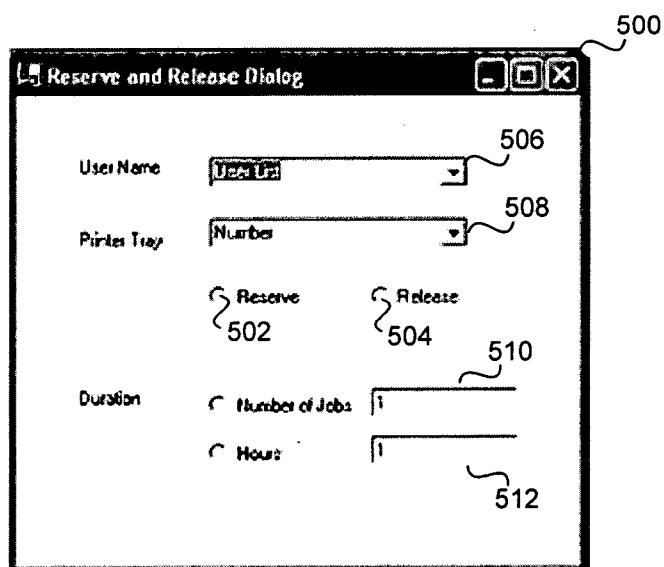 500
Reserve and Release Dialog
User Name User List 506
Printer Tray Number 508
Reserve Release
502 504
510
Duration Number of Jobs 1
Hours 1
512